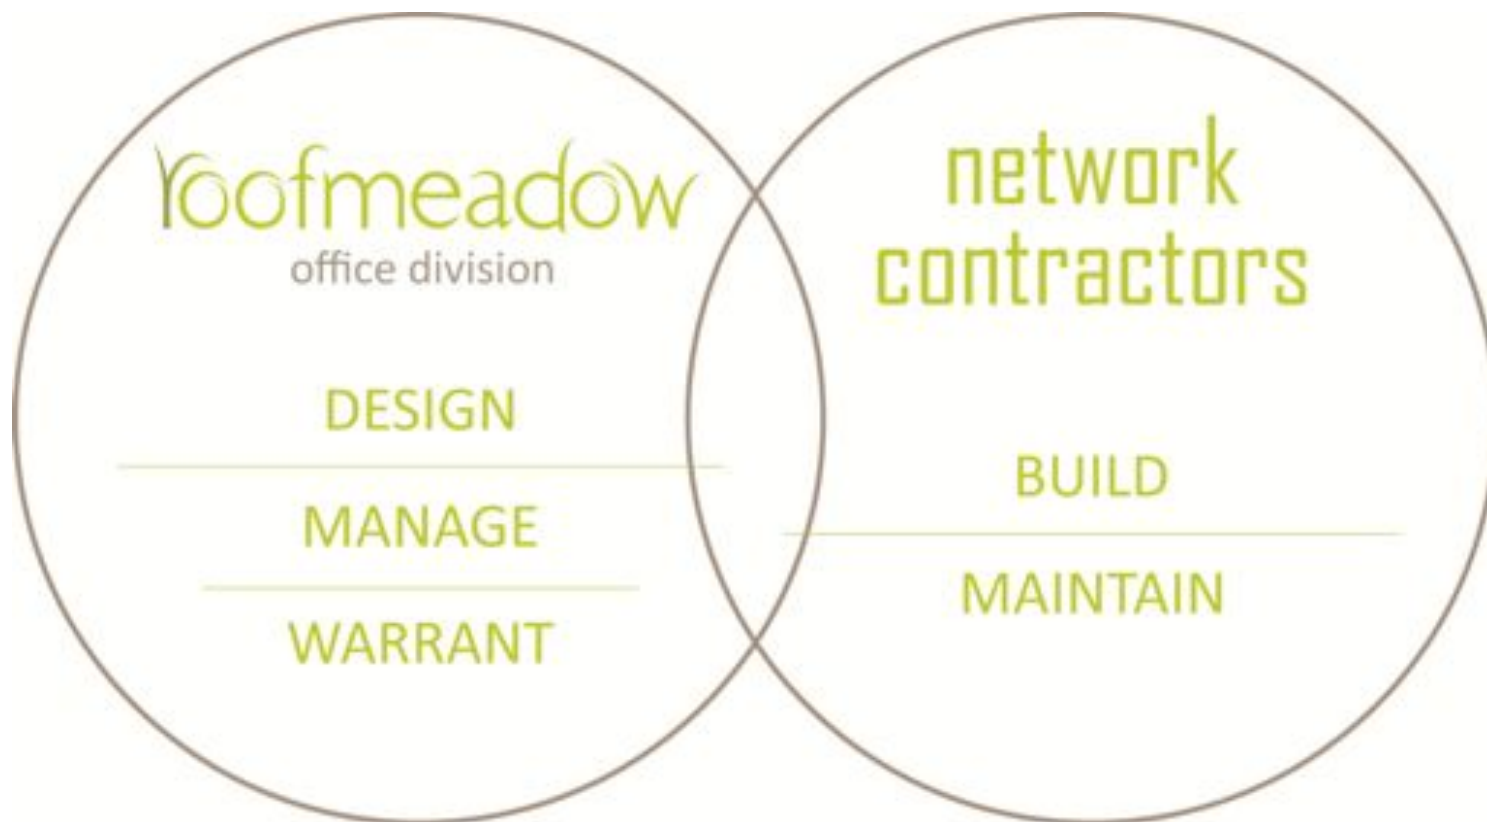 roofmeadow
office division
DESIGN
MANAGE
WARRANT
network
contractors
BUILD
MAINTAIN